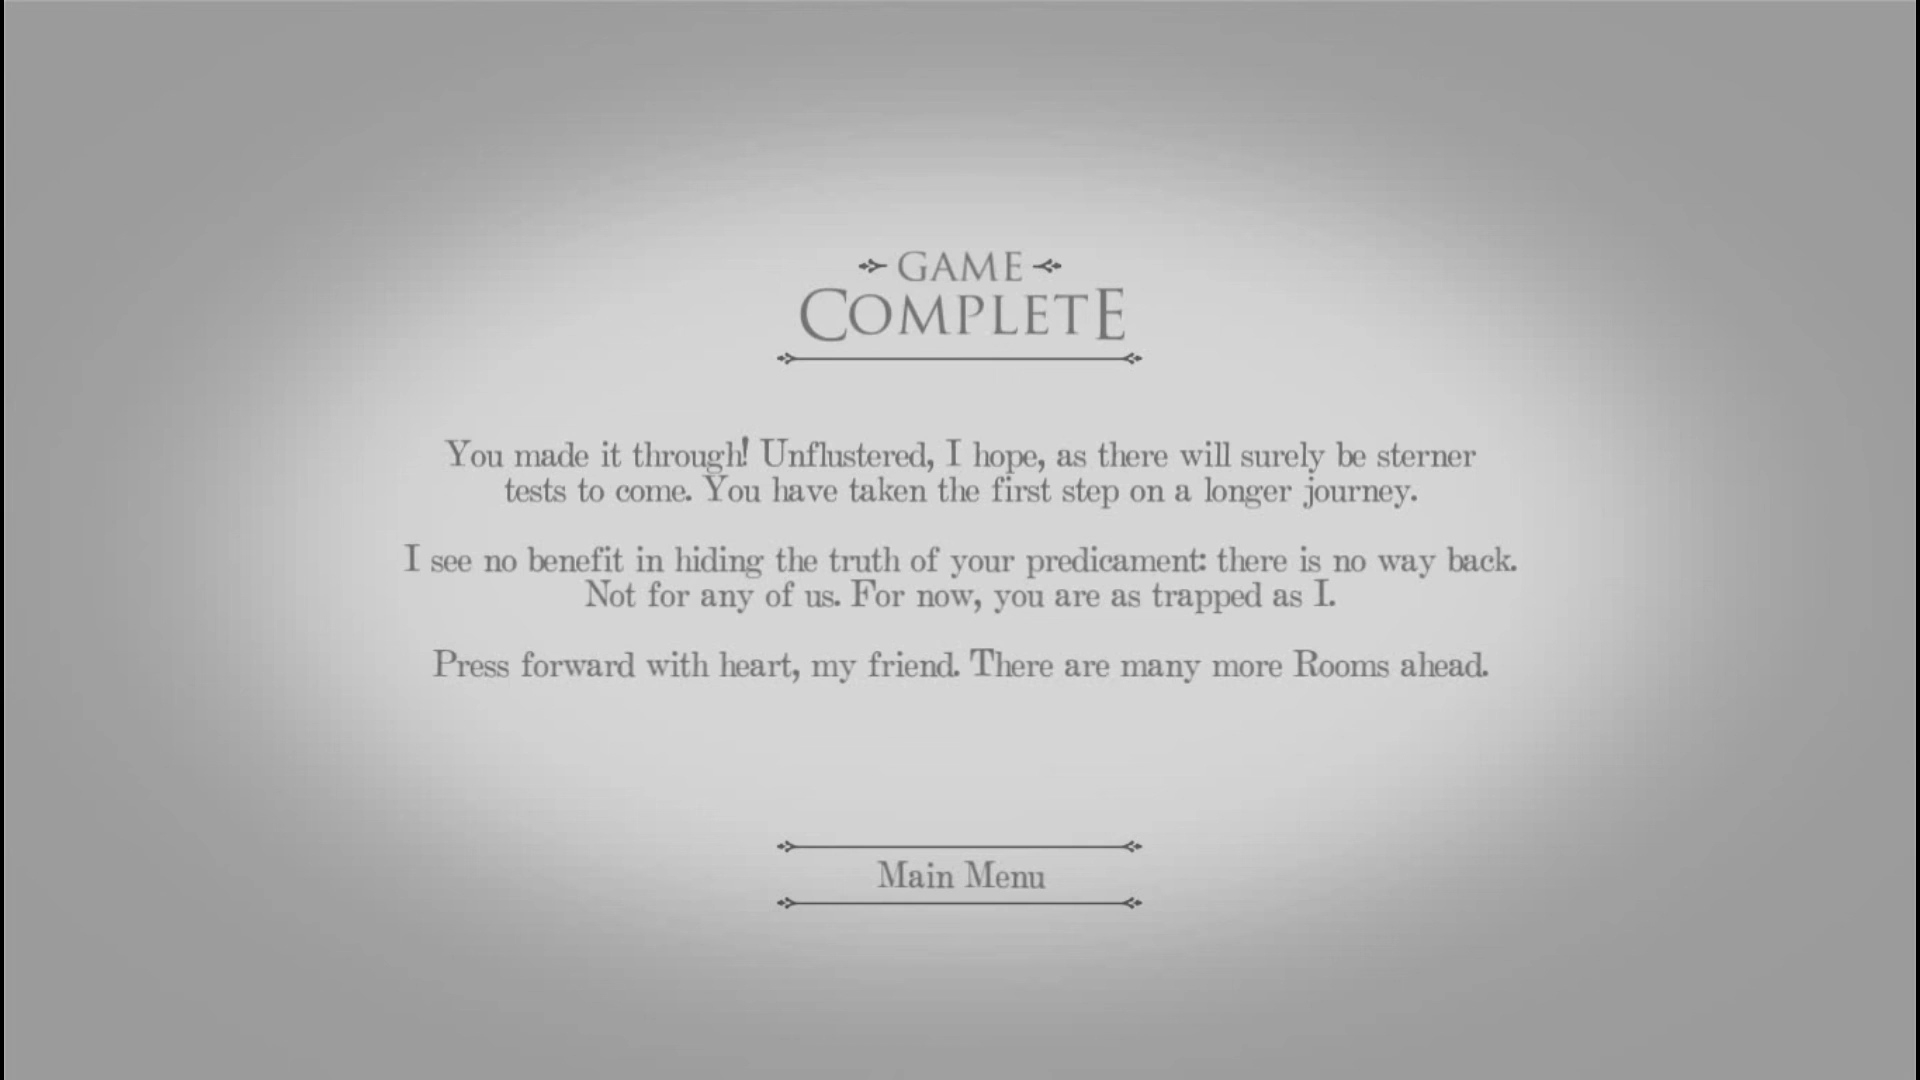 GAME
COMPLETE
You made it through! Unflustered, I hope, as there will surely be sterner
tests to come. You have taken the first step on a longer journey.
I see no benefit in hiding the truth of your predicament: there is no way back.
Not for any of us. For now, you are as trapped as I.
Press forward with heart, my friend. There are many more Rooms ahead.
Main Menu